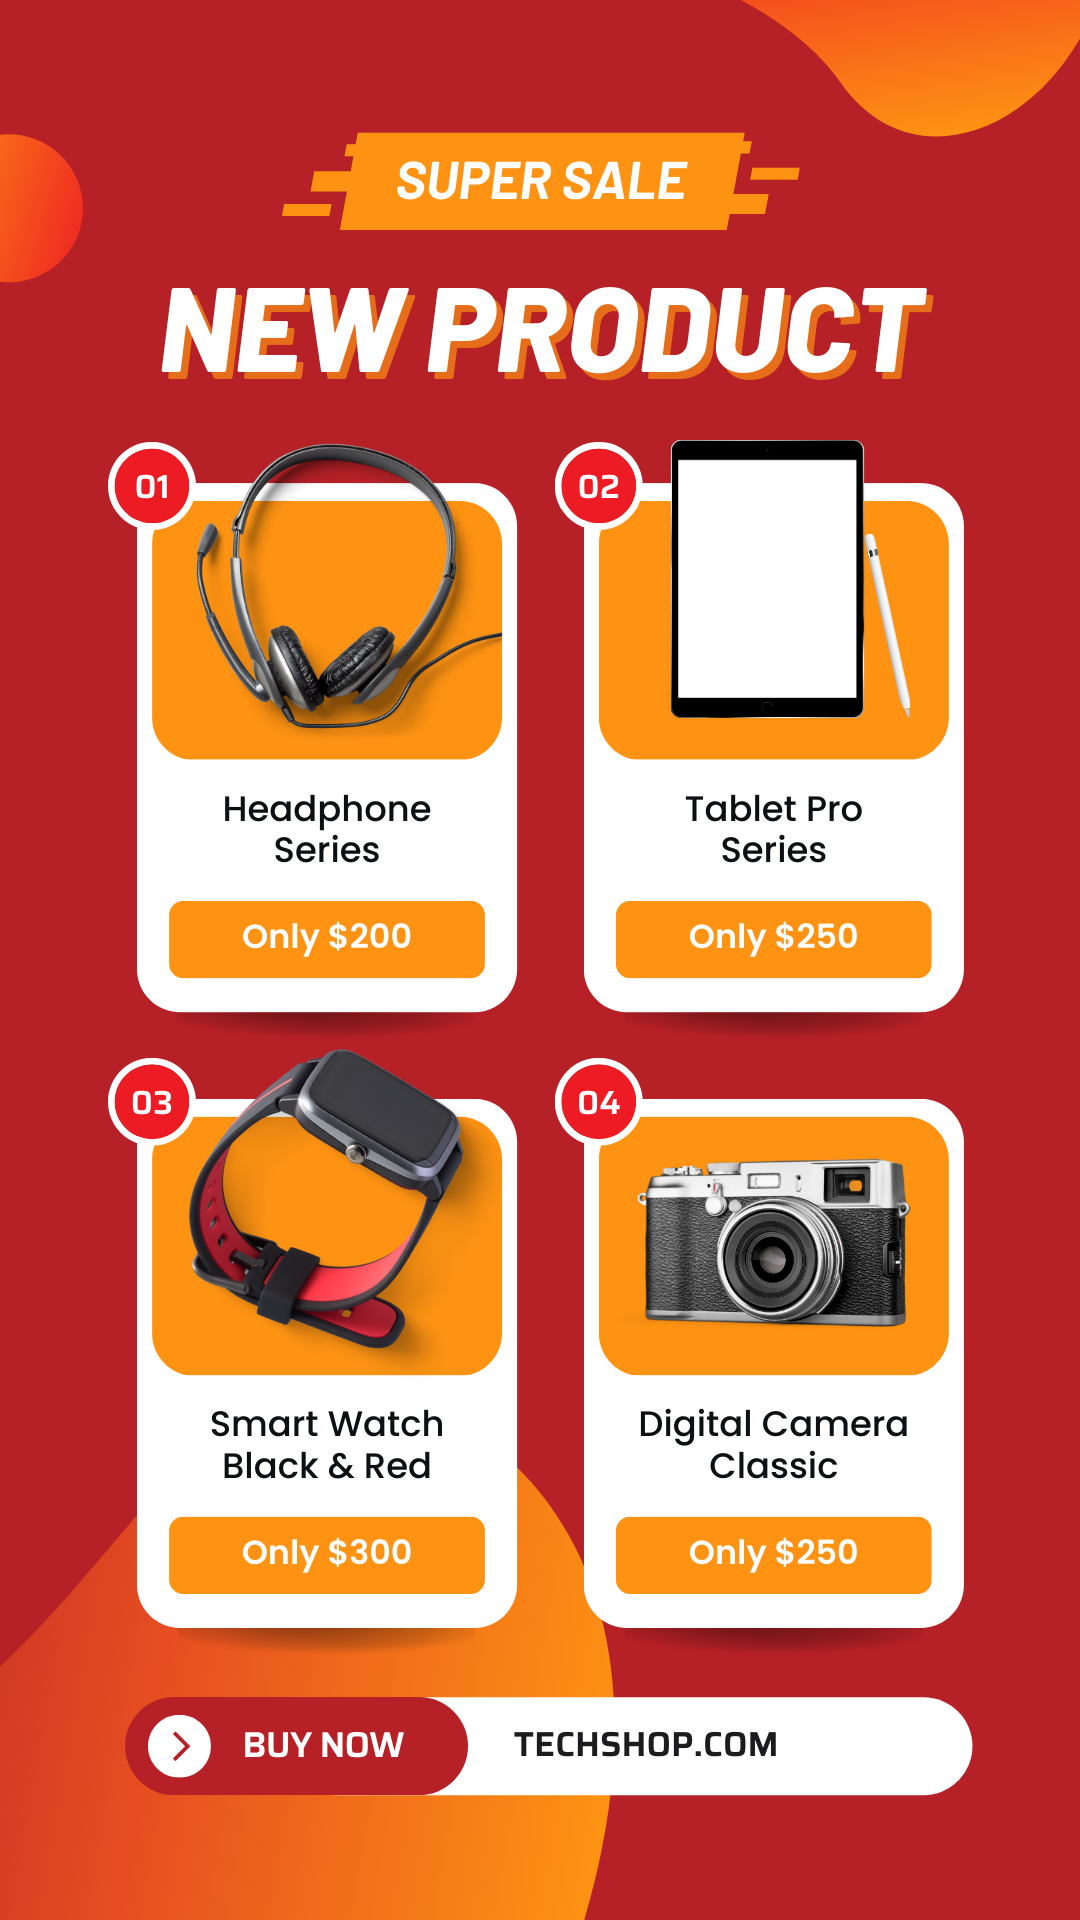 SUPER SALE
NEW PRODUCT
01
Headphone
Series
Only $200
02
Tablet Pro
Series
Only $250
03
Smart Watch
Black & Red
Only $300
04
Digital Camera
Classic
Only $250
BUY NOW
TECHSHOP.COM